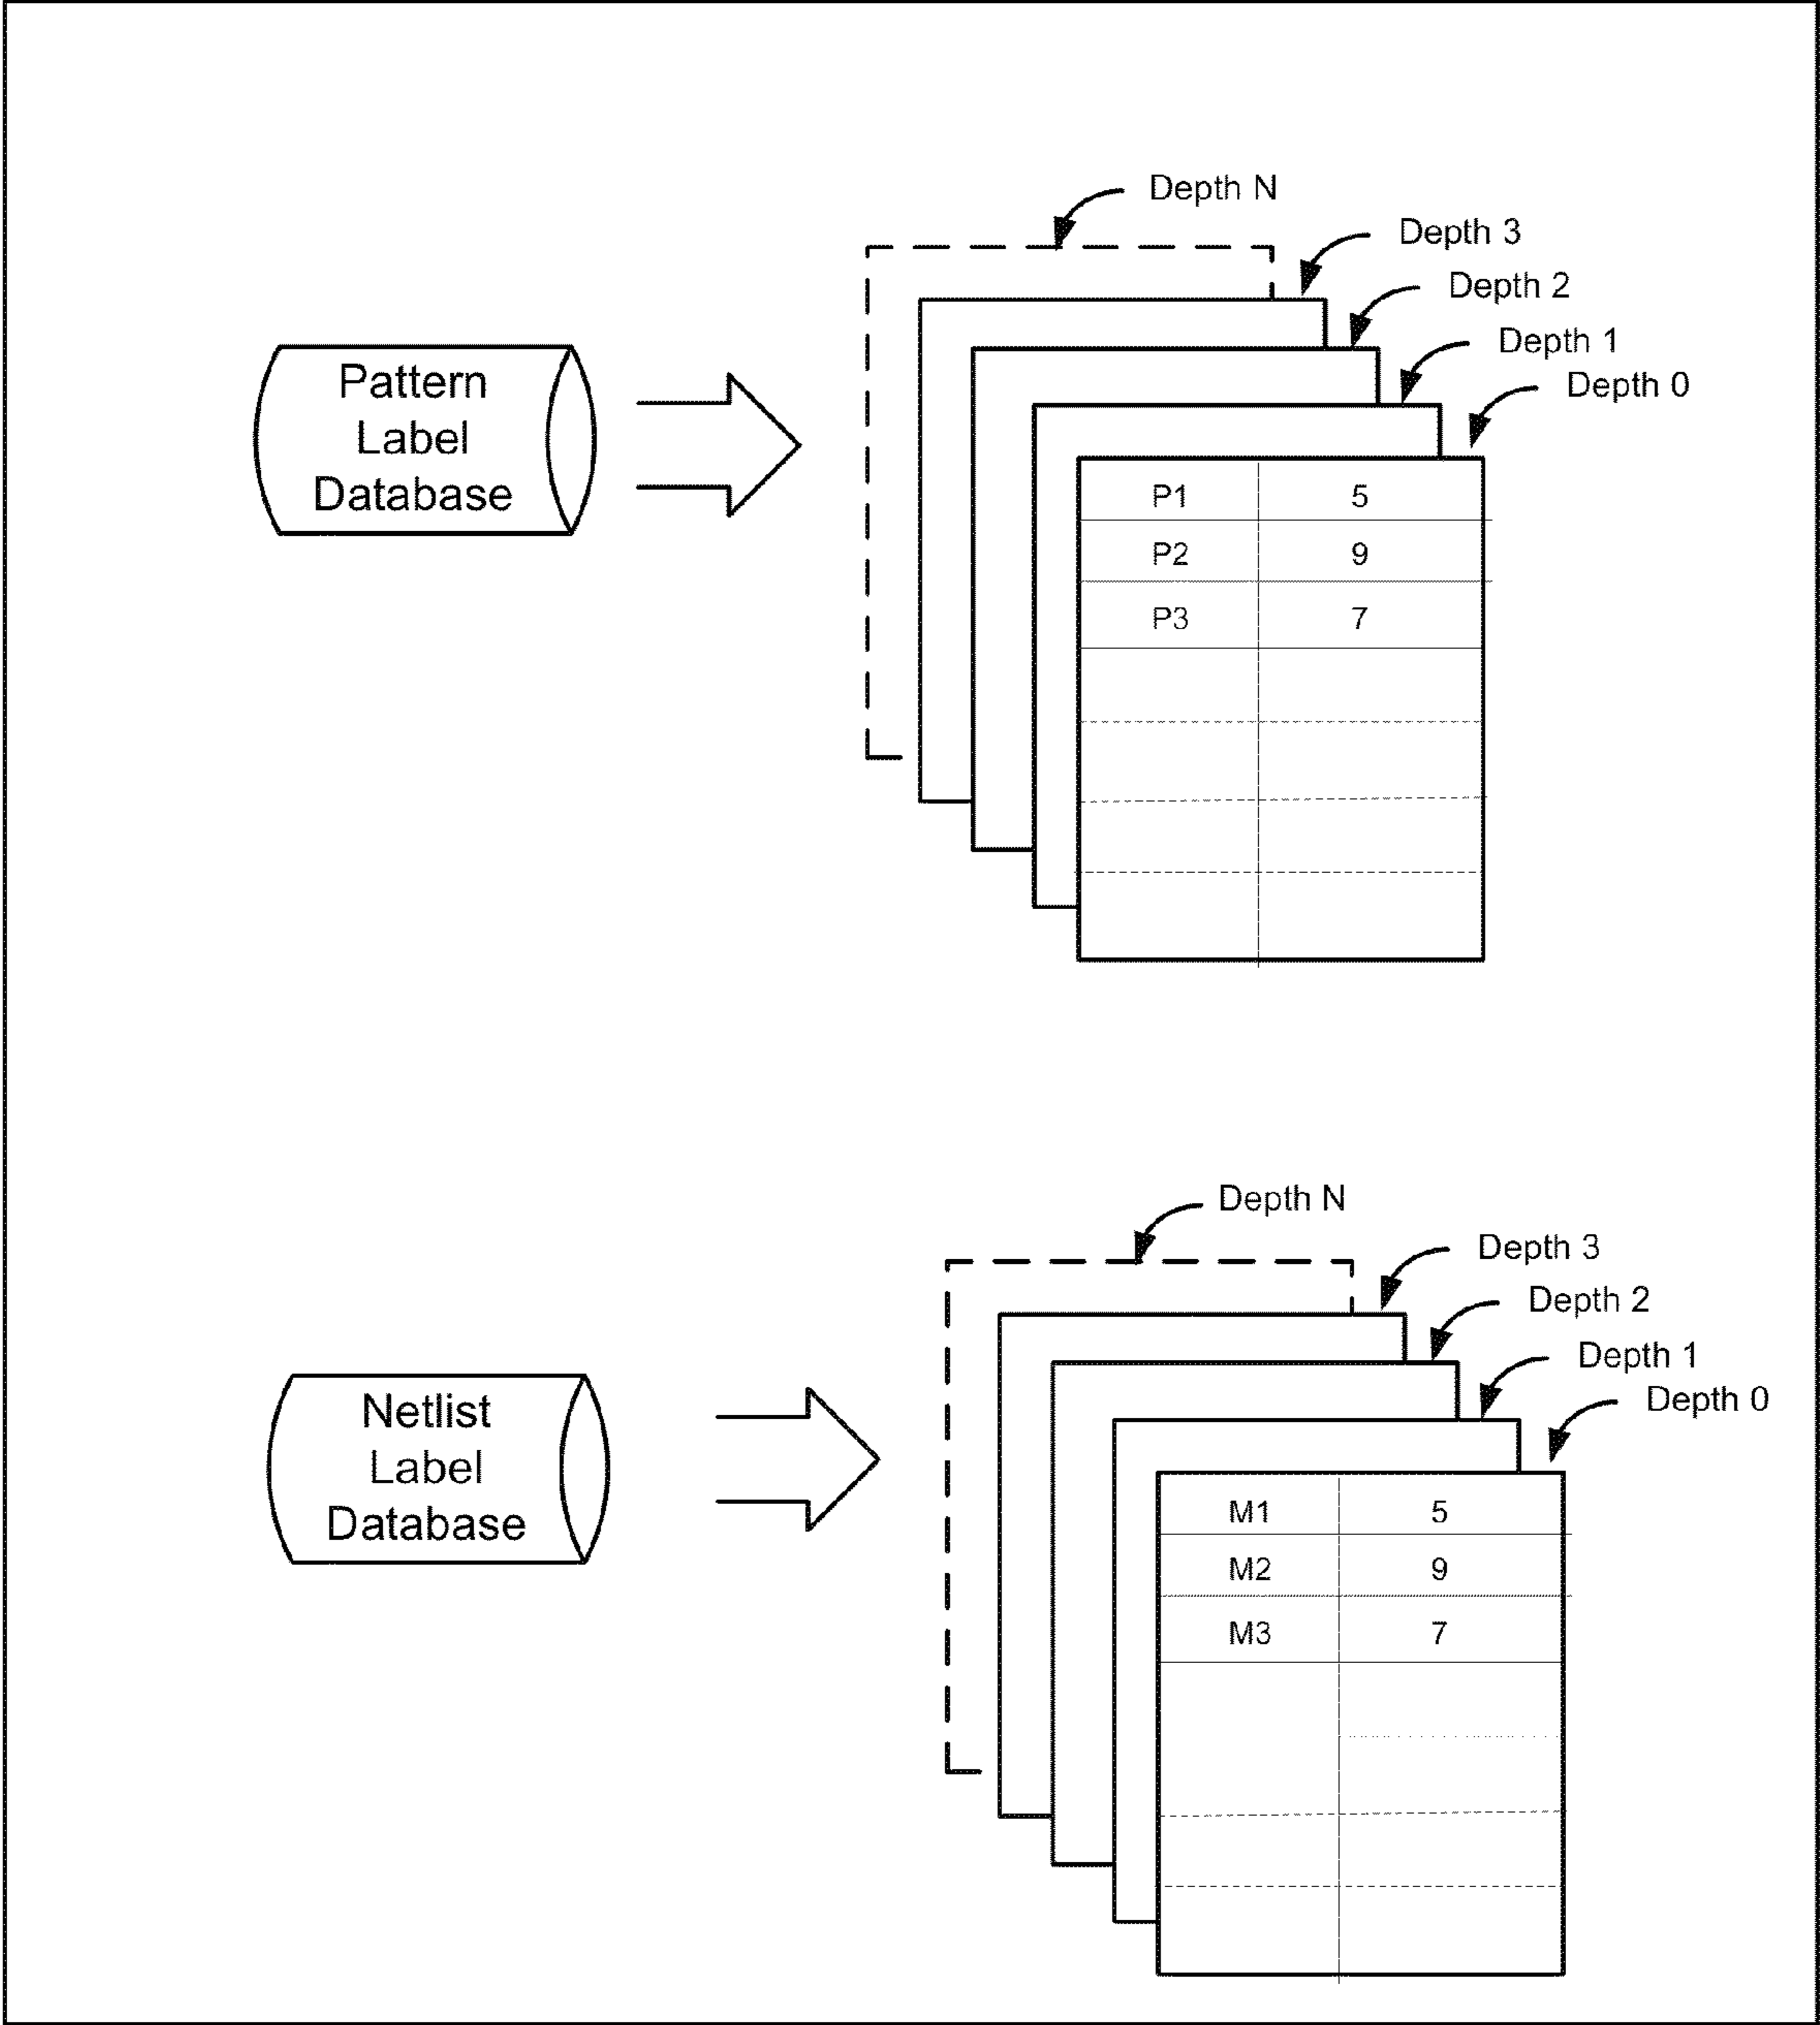 Depth N
Depth 3
Depth 2
Depth 1
Depth 0
Pattern
Label
Database
P1 5
P2 9
P3 7
Depth N
Depth 3
Depth 2
Depth 1
Depth 0
Netlist
Label
Database
M1 5
M2 9
M3 7